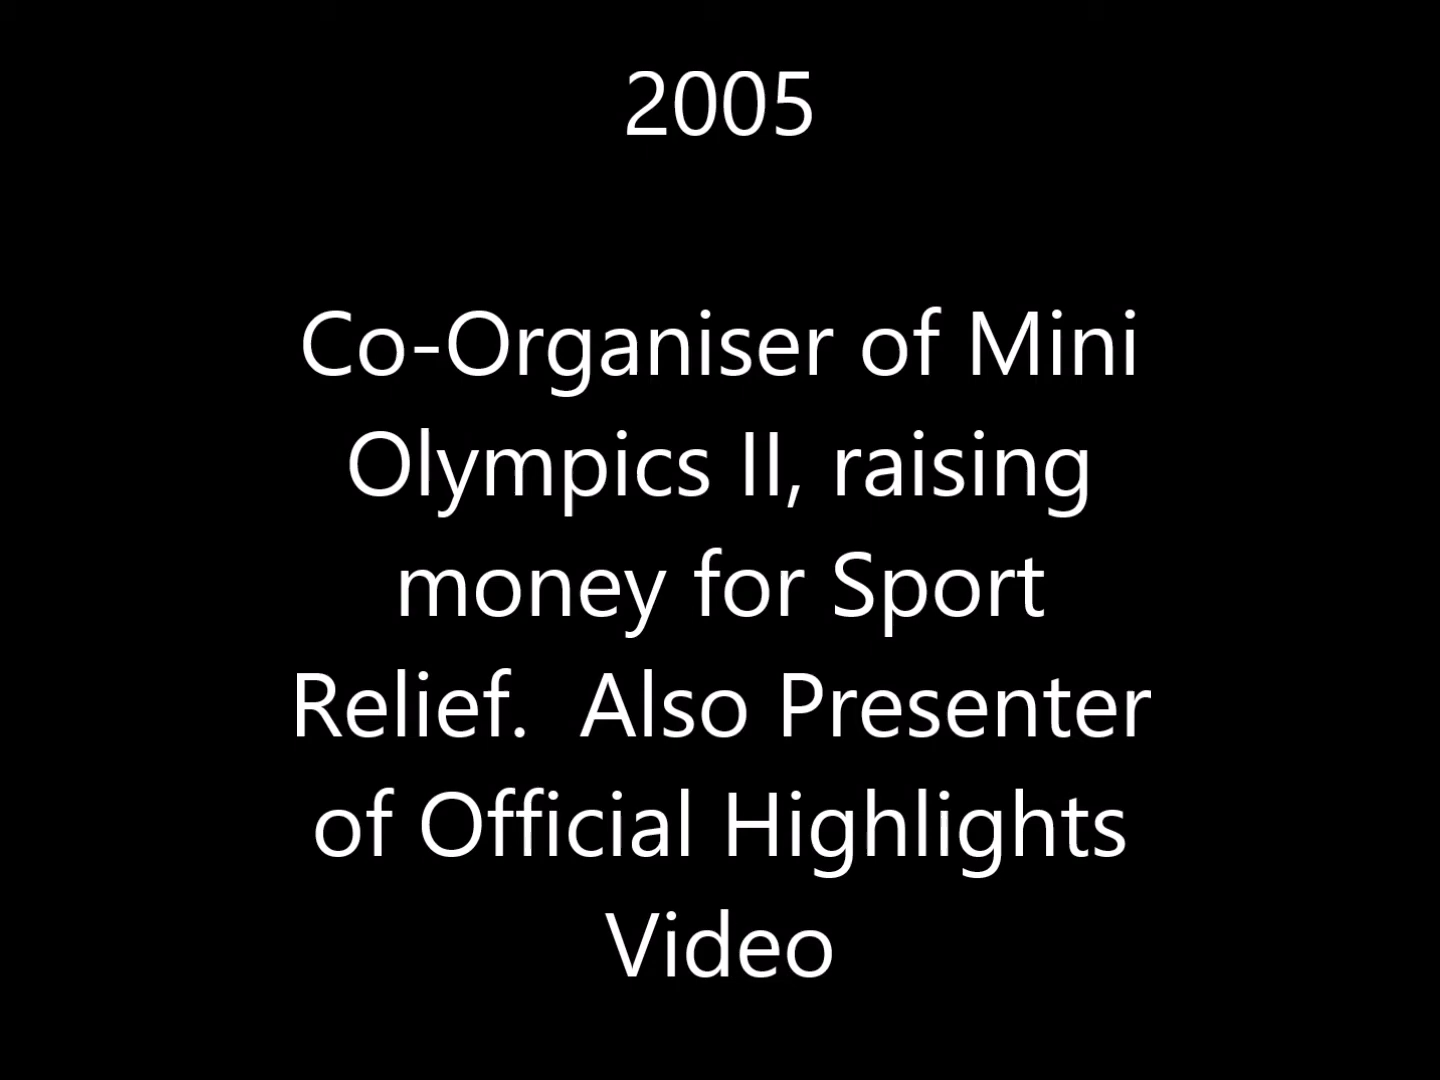 2005
Co-Organiser of Mini
Olympics II, raising
money for Sport
Relief.  Also Presenter
of Official Highlights
Video